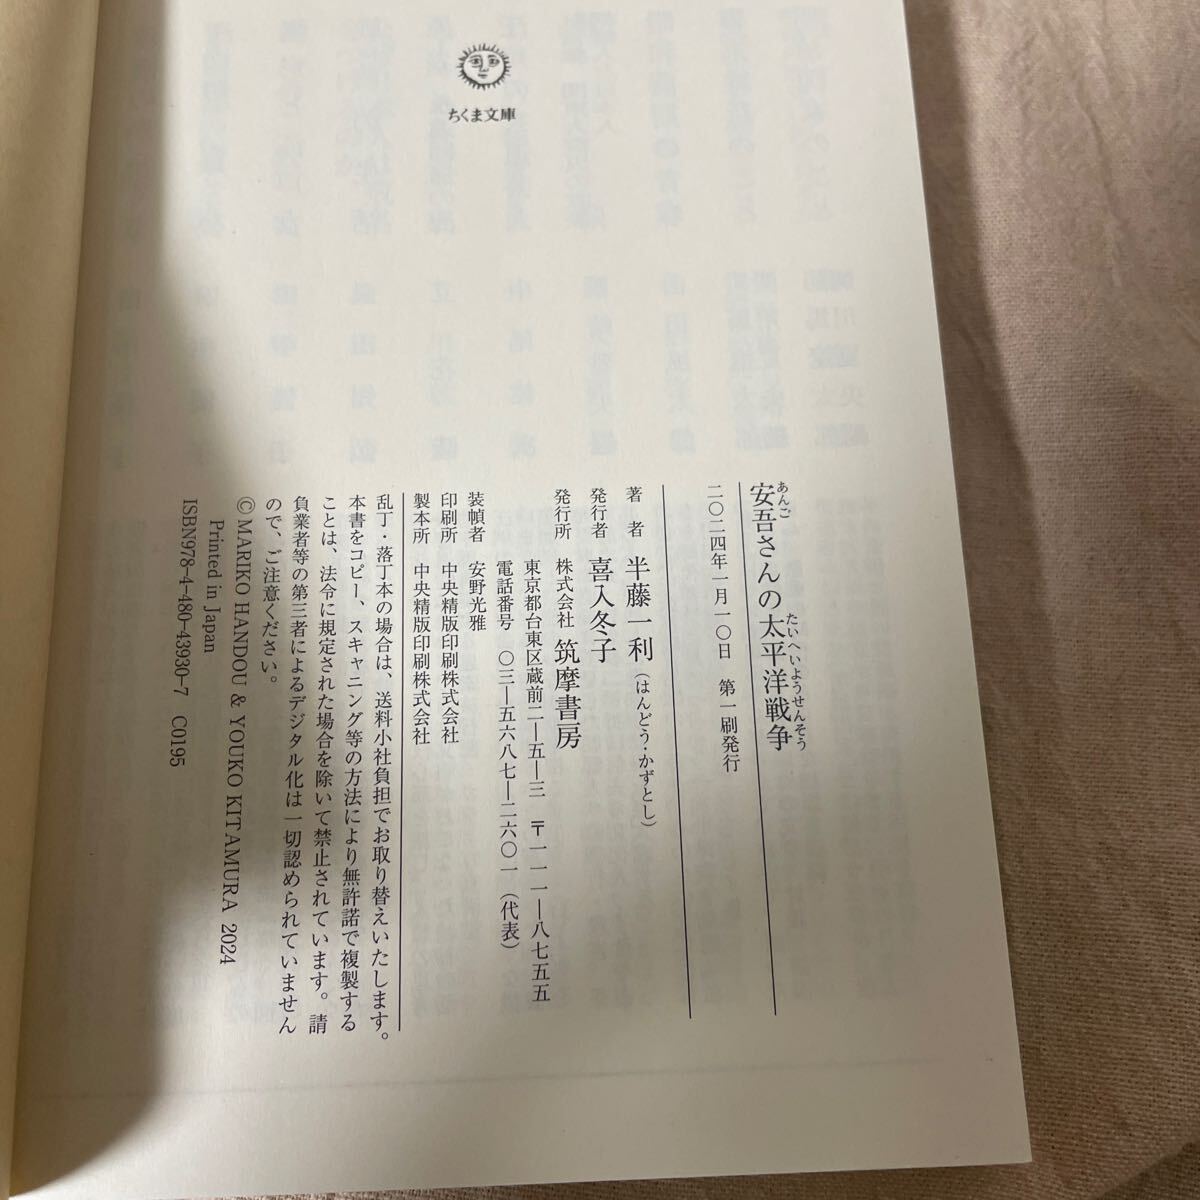 ちくま文庫
安吾さんの太平洋戦争
あんご
たいへいようせんそう
二〇二四年一月一〇日 第一刷発行
著者 半藤一利（はんどう・かずとし）
発行者 喜入冬子
発行所 株式会社 筑摩書房
東京都台東区蔵前二―五―三 〒一一一―八七五五
電話番号 〇三―五六八七―二六〇一（代表）
装幀者 安野光雅
印刷所 中央精版印刷株式会社
製本所 中央精版印刷株式会社
乱丁・落丁本の場合は、送料小社負担でお取り替えいたします。
本書をコピー、スキャニング等の方法により無許諾で複製する
ことは、法令に規定された場合を除いて禁止されています。請
負業者等の第三者によるデジタル化は一切認められていません
ので、ご注意ください。
© MARIKO HANDOU & YOUKO KITAMURA 2024
Printed in Japan
ISBN978-4-480-43930-7 C0195